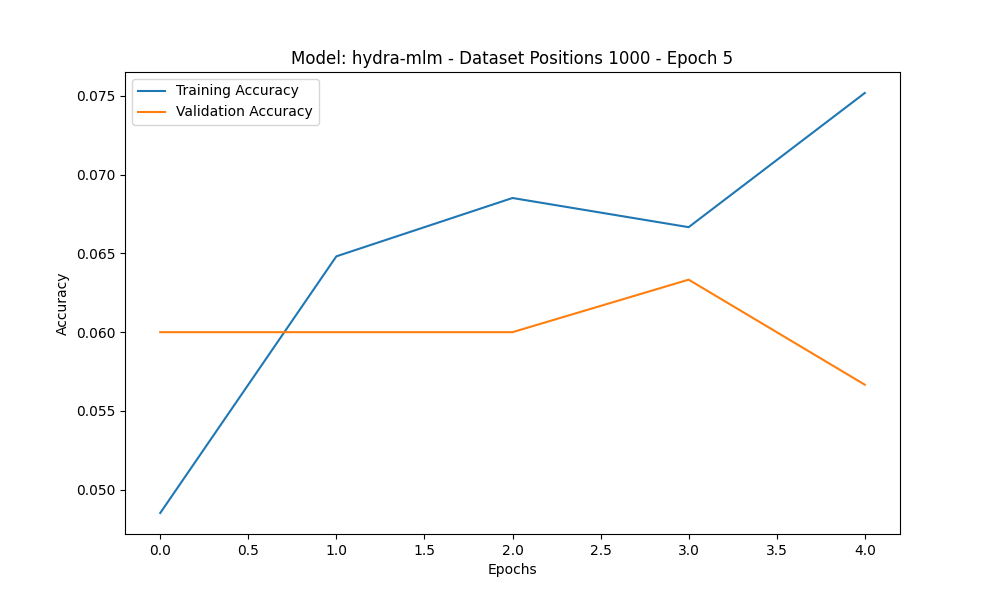 Model: hydra-mlm - Dataset Positions 1000 - Epoch 5
Training Accuracy
Validation Accuracy
0.075
0.070
0.065
0.060
0.055
0.050
Accuracy
0.0 0.5 1.0 1.5 2.0 2.5 3.0 3.5 4.0
Epochs